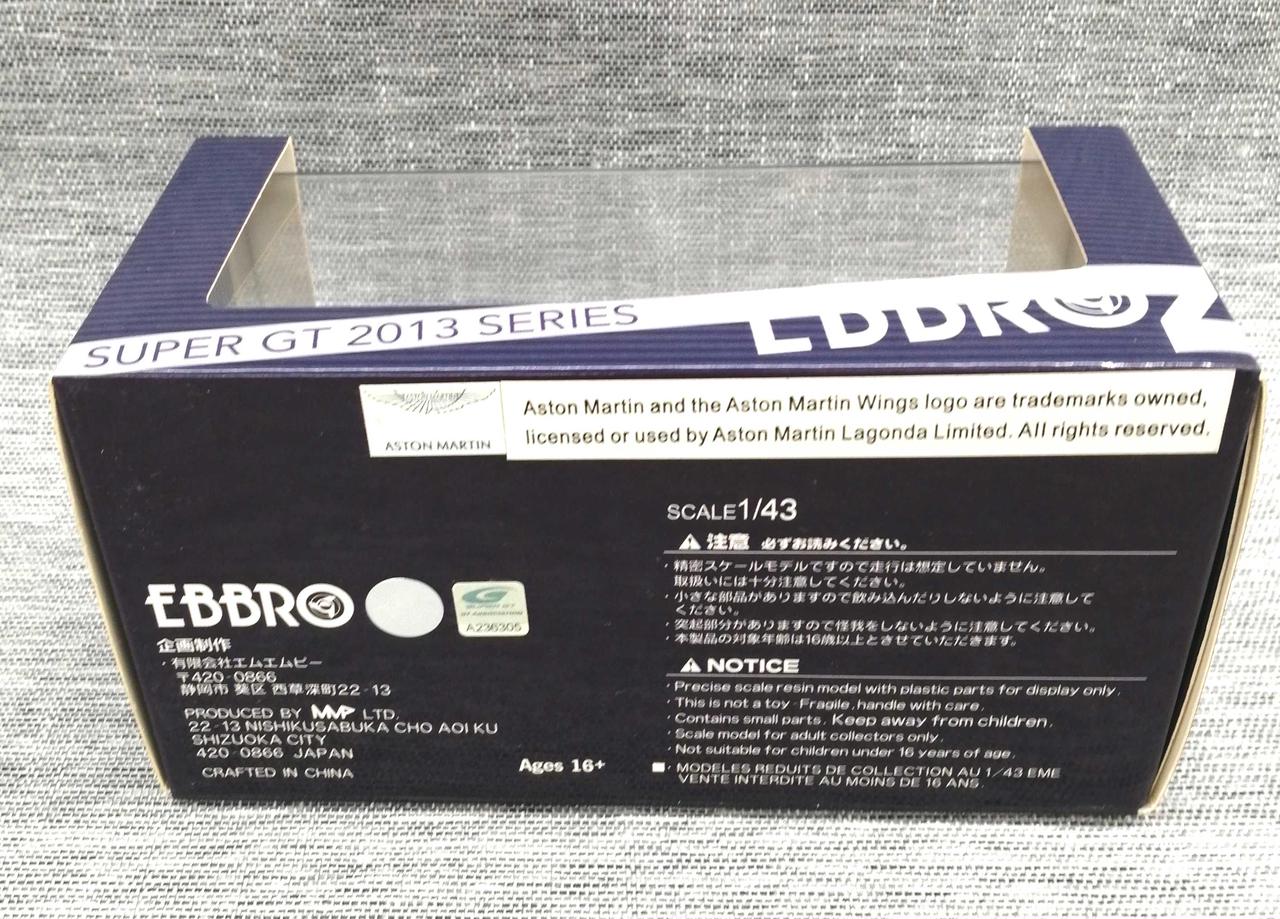 SUPER GT 2013 SERIES
EBBRO
ASTON MARTIN
Aston Martin and the Aston Martin Wings logo are trademarks owned,
licensed or used by Aston Martin Lagonda Limited. All rights reserved.
SCALE 1/43
注意 必ずお読みください。
・精密スケールモデルですので走行は想定していません。
取扱いには十分注意してください。
・小さな部品がありますので飲み込んだりしないように注意して
ください。
・突起部分がありますので怪我をしないように注意してください。
・本製品の対象年齢は16歳以上とさせていただきます。
NOTICE
・Precise scale resin model with plastic parts for display only.
・This is not a toy・Fragile, handle with care.
・Contains small parts. Keep away from children.
・Scale model for adult collectors only.
・Not suitable for children under 16 years of age.
■・MODELES REDUITS DE COLLECTION AU 1/43 EME
VENTE INTERDITE AU MOINS DE 16 ANS.
EBBRO
SUPER GT
A236305
企画制作
・有限会社エムエムピー
〒420-0866
静岡市 葵区 西草深町22-13
PRODUCED BY MMP LTD.
22-13 NISHIKUSABUKA CHO AOI KU
SHIZUOKA CITY
420-0866 JAPAN
CRAFTED IN CHINA
Ages 16+